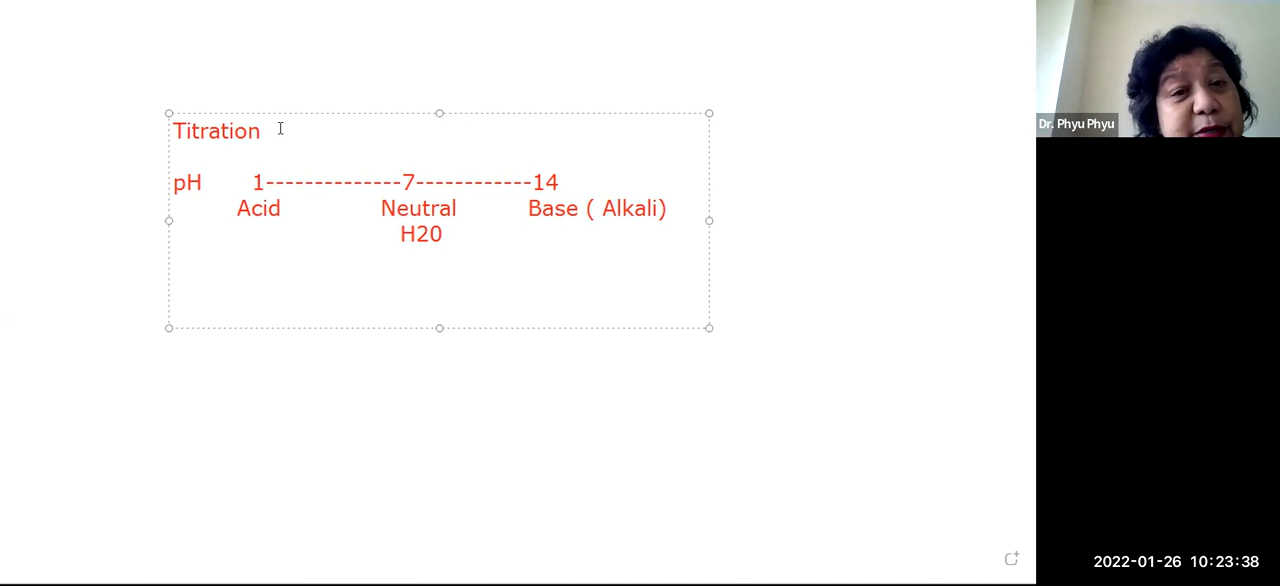 Titration
pH 1--------------7------------14
Acid Neutral Base ( Alkali)
H20
Dr. Phyu Phyu
2022-01-26 10:23:38